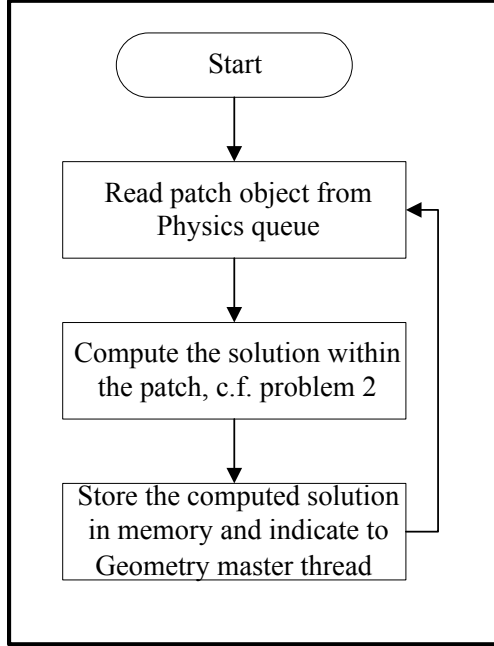 Start
Read patch object from
Physics queue
Compute the solution within
the patch, c.f. problem 2
Store the computed solution
in memory and indicate to
Geometry master thread